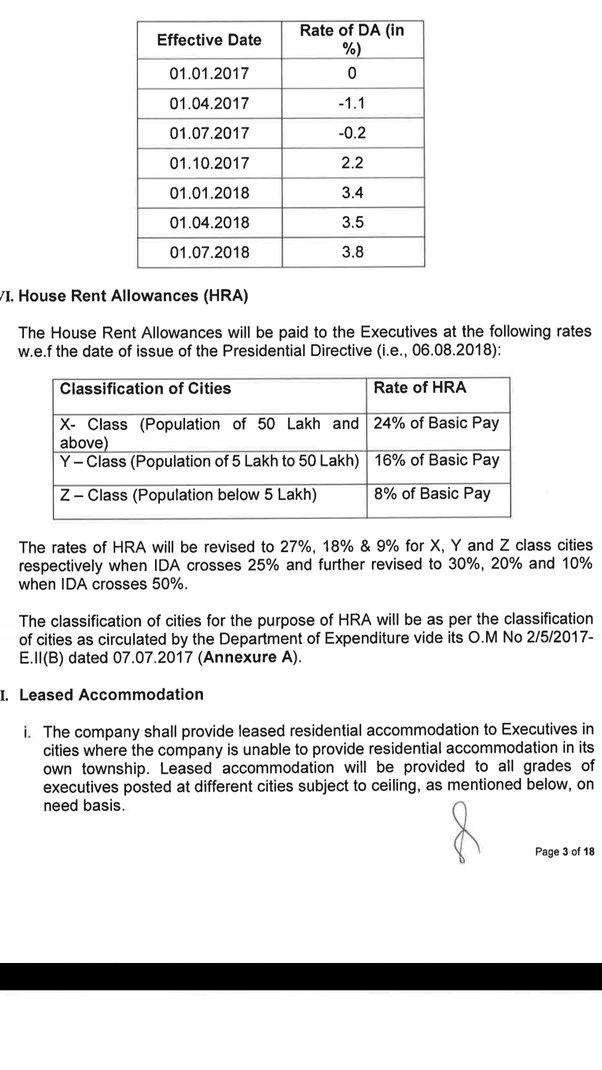 Effective Date
Rate of DA (in
%)
01.01.2017 0
01.04.2017 -1.1
01.07.2017 -0.2
01.10.2017 2.2
01.01.2018 3.4
01.04.2018 3.5
01.07.2018 3.8
VI. House Rent Allowances (HRA)
The House Rent Allowances will be paid to the Executives at the following rates
w.e.f the date of issue of the Presidential Directive (i.e., 06.08.2018):
Classification of Cities Rate of HRA
X- Class (Population of 50 Lakh and 24% of Basic Pay
above)
Y – Class (Population of 5 Lakh to 50 Lakh) 16% of Basic Pay
Z – Class (Population below 5 Lakh) 8% of Basic Pay
The rates of HRA will be revised to 27%, 18% & 9% for X, Y and Z class cities
respectively when IDA crosses 25% and further revised to 30%, 20% and 10%
when IDA crosses 50%.
The classification of cities for the purpose of HRA will be as per the classification
of cities as circulated by the Department of Expenditure vide its O.M No 2/5/2017-
E.II(B) dated 07.07.2017 (Annexure A).
I. Leased Accommodation
i. The company shall provide leased residential accommodation to Executives in
cities where the company is unable to provide residential accommodation in its
own township. Leased accommodation will be provided to all grades of
executives posted at different cities subject to ceiling, as mentioned below, on
need basis.
Page 3 of 18